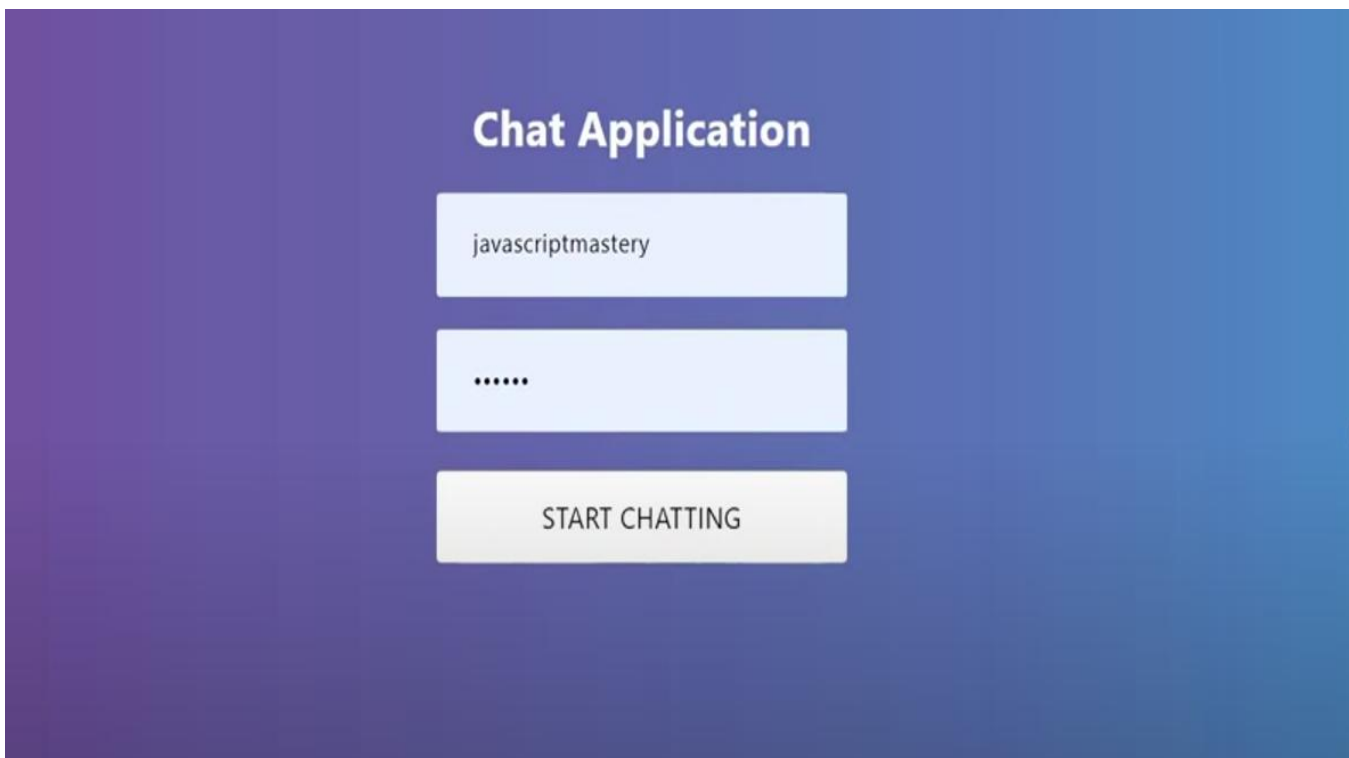 Chat Application
javascriptmastery
••••••
START CHATTING